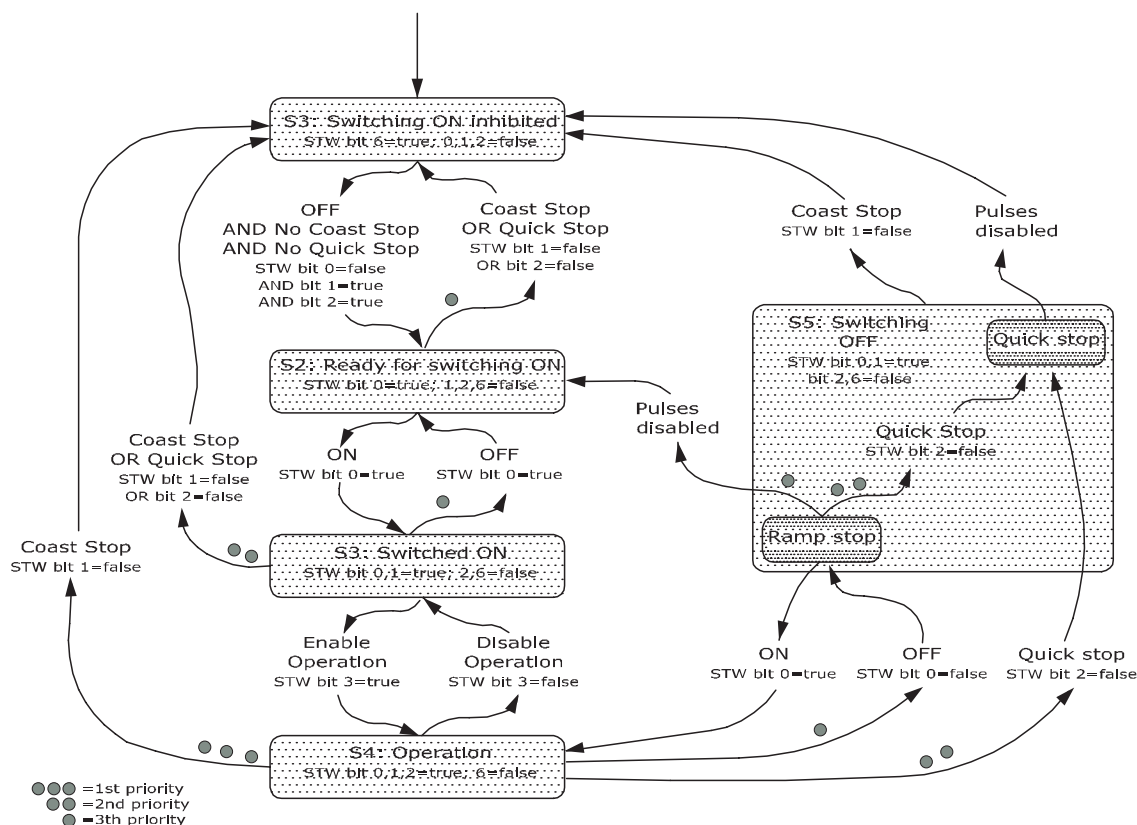 S3: Switching ON inhibited
STW bit 6=true; 0,1,2=false
OFF
AND No Coast Stop
AND No Quick Stop
STW bit 0=false
AND bit 1=true
AND bit 2=true
Coast Stop
OR Quick Stop
STW bit 1=false
OR bit 2=false
Coast Stop
STW bit 1=false
Pulses
disabled
S5: Switching
OFF
STW bit 0,1=true
bit 2,6=false
Quick stop
S2: Ready for switching ON
STW bit 0=true; 1,2,6=false
Pulses
disabled
Quick Stop
STW bit 2=false
Coast Stop
OR Quick Stop
STW bit 1=false
OR bit 2=false
ON
STW bit 0=true
OFF
STW bit 0=true
Ramp stop
Coast Stop
STW bit 1=false
S3: Switched ON
STW bit 0,1=true; 2,6=false
Enable
Operation
STW bit 3=true
Disable
Operation
STW bit 3=false
ON
STW bit 0=true
OFF
STW bit 0=false
Quick stop
STW bit 2=false
S4: Operation
STW bit 0,1,2=true; 6=false
=1st priority
=2nd priority
=3th priority